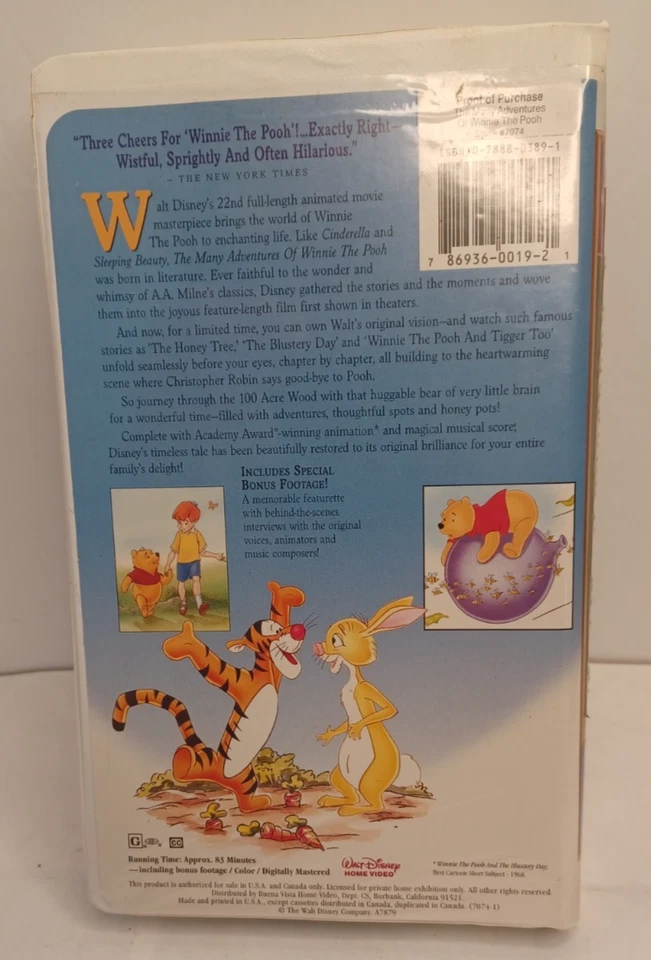 Proof of Purchase
The Many Adventures
Of Winnie The Pooh
#7074
ISBN 0-7888-0389-1
7 86936-0019-2 1
"Three Cheers For 'Winnie The Pooh'!...Exactly Right—
Wistful, Sprightly And Often Hilarious."
– THE NEW YORK TIMES
Walt Disney's 22nd full-length animated movie
masterpiece brings the world of Winnie
The Pooh to enchanting life. Like Cinderella and
Sleeping Beauty, The Many Adventures Of Winnie The Pooh
was born in literature. Ever faithful to the wonder and
whimsy of A.A. Milne's classics, Disney gathered the stories and the moments and wove
them into the joyous feature-length film first shown in theaters.
And now, for a limited time, you can own Walt's original vision—and watch such famous
stories as 'The Honey Tree,' 'The Blustery Day' and 'Winnie The Pooh And Tigger Too'
unfold seamlessly before your eyes, chapter by chapter, all building to the heartwarming
scene where Christopher Robin says good-bye to Pooh.
So journey through the 100 Acre Wood with that huggable bear of very little brain
for a wonderful time—filled with adventures, thoughtful spots and honey pots!
Complete with Academy Award®-winning animation* and magical musical score,
Disney's timeless tale has been beautifully restored to its original brilliance for your entire
family's delight!
INCLUDES SPECIAL
BONUS FOOTAGE!
A memorable featurette
with behind-the-scenes
interviews with the original
voices, animators and
music composers!
G CC
Running Time: Approx. 83 Minutes
—including bonus footage / Color / Digitally Mastered
WALT DISNEY
HOME VIDEO
* Winnie The Pooh And The Blustery Day,
Best Cartoon Short Subject - 1968.
This product is authorized for sale in U.S.A. and Canada only. Licensed for private home exhibition only. All other rights reserved.
Distributed by Buena Vista Home Video, Dept. CS, Burbank, California 91521.
Made and printed in U.S.A., except cassettes distributed in Canada, duplicated in Canada. (7074-1)
© The Walt Disney Company. A7879